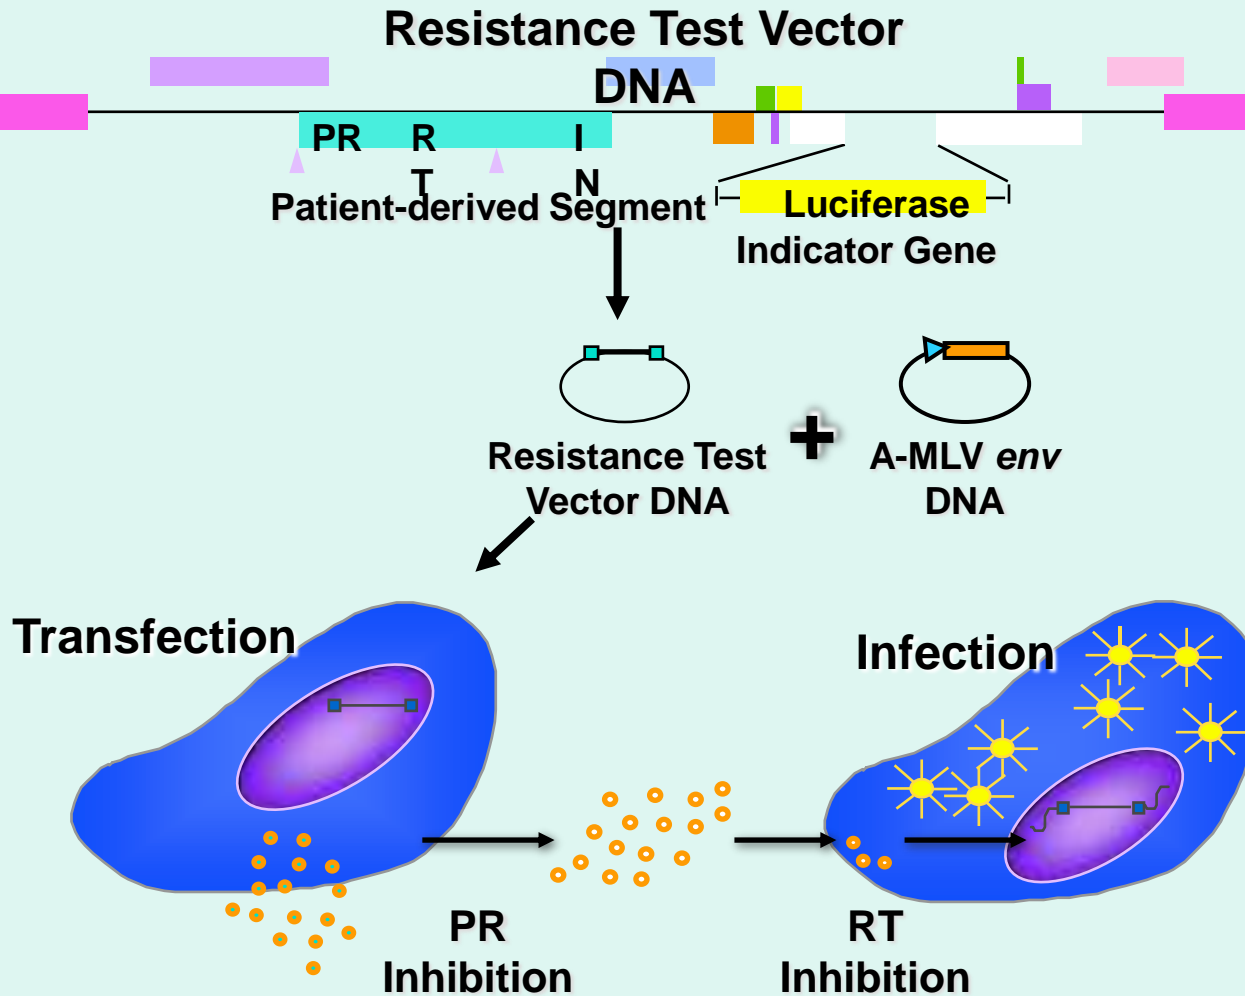 Resistance Test Vector
DNA
PR R I
T N
Patient-derived Segment
Luciferase
Indicator Gene
Resistance Test
Vector DNA
+
A-MLV env
DNA
Transfection
Infection
PR
Inhibition
RT
Inhibition